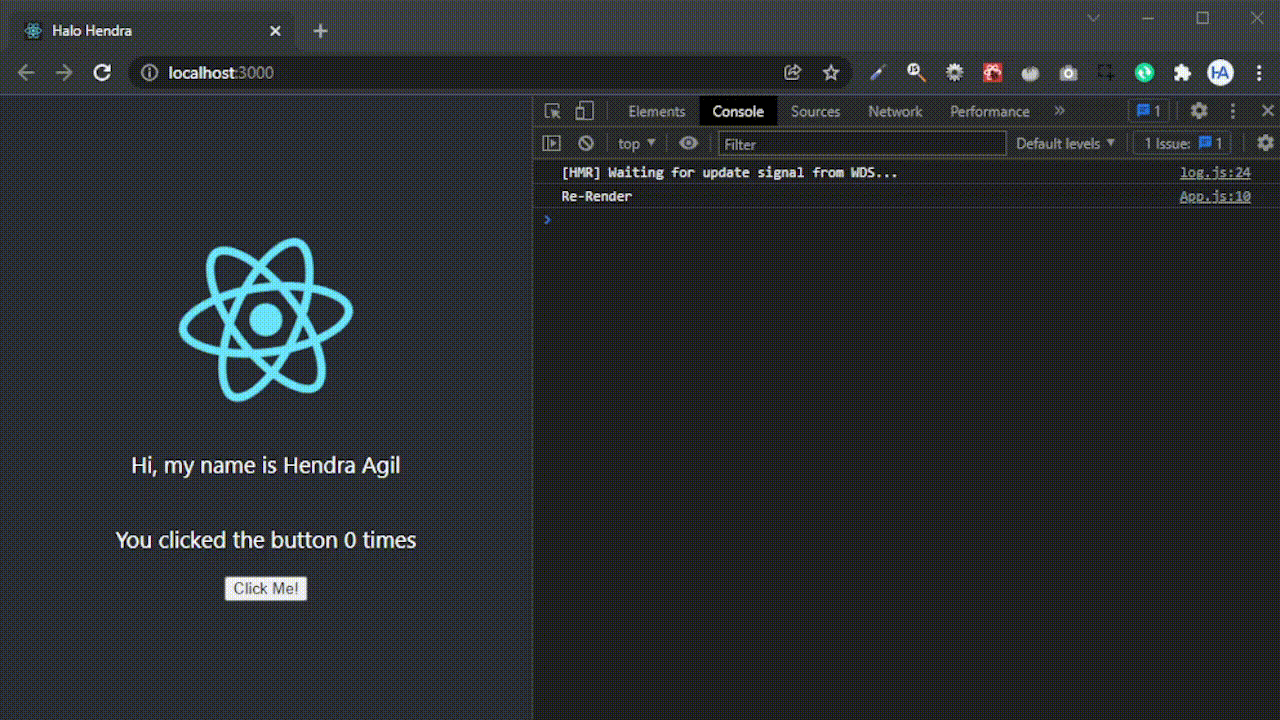 Halo Hendra
localhost:3000
Elements Console Sources Network Performance » 1
top Filter Default levels 1 Issue: 1
[HMR] Waiting for update signal from WDS... log.js:24
Re-Render App.js:10
Hi, my name is Hendra Agil
You clicked the button 0 times
Click Me!